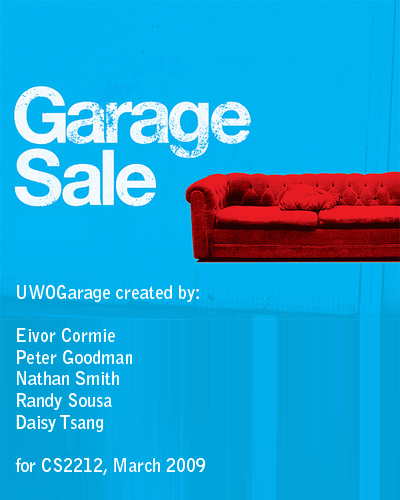 Garage
Sale
UWOGarage created by:
Eivor Cormie
Peter Goodman
Nathan Smith
Randy Sousa
Daisy Tsang
for CS2212, March 2009